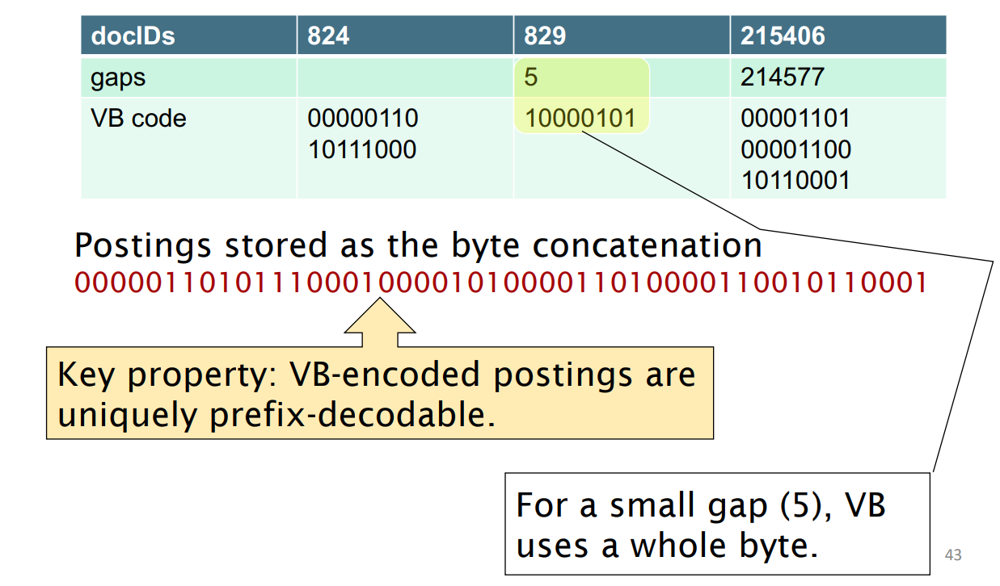 docIDs 824 829 215406
gaps 5 214577
VB code 00000110 10000101 00001101
10111000 00001100
10110001
Postings stored as the byte concatenation
000001101011100010000101000011010000110010110001
Key property: VB-encoded postings are
uniquely prefix-decodable.
For a small gap (5), VB
uses a whole byte.
43